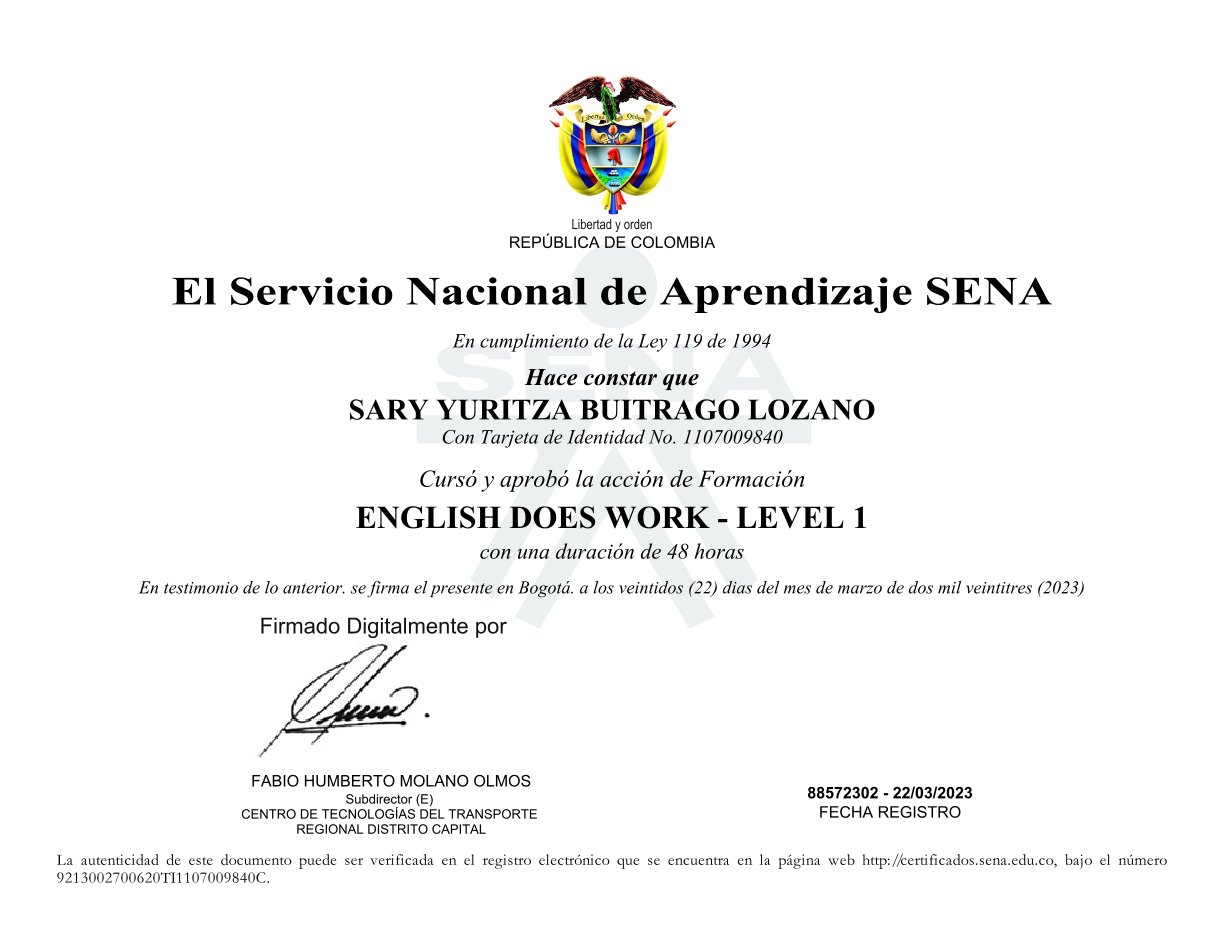 Libertad y Orden
Libertad y orden
REPÚBLICA DE COLOMBIA
El Servicio Nacional de Aprendizaje SENA
En cumplimiento de la Ley 119 de 1994
SENA
Hace constar que
SARY YURITZA BUITRAGO LOZANO
Con Tarjeta de Identidad No. 1107009840
Cursó y aprobó la acción de Formación
ENGLISH DOES WORK - LEVEL 1
con una duración de 48 horas
En testimonio de lo anterior. se firma el presente en Bogotá. a los veintidos (22) dias del mes de marzo de dos mil veintitres (2023)
Firmado Digitalmente por
FABIO HUMBERTO MOLANO OLMOS
Subdirector (E)
CENTRO DE TECNOLOGÍAS DEL TRANSPORTE
REGIONAL DISTRITO CAPITAL
88572302 - 22/03/2023
FECHA REGISTRO
La autenticidad de este documento puede ser verificada en el registro electrónico que se encuentra en la página web http://certificados.sena.edu.co, bajo el número
9213002700620TI1107009840C.